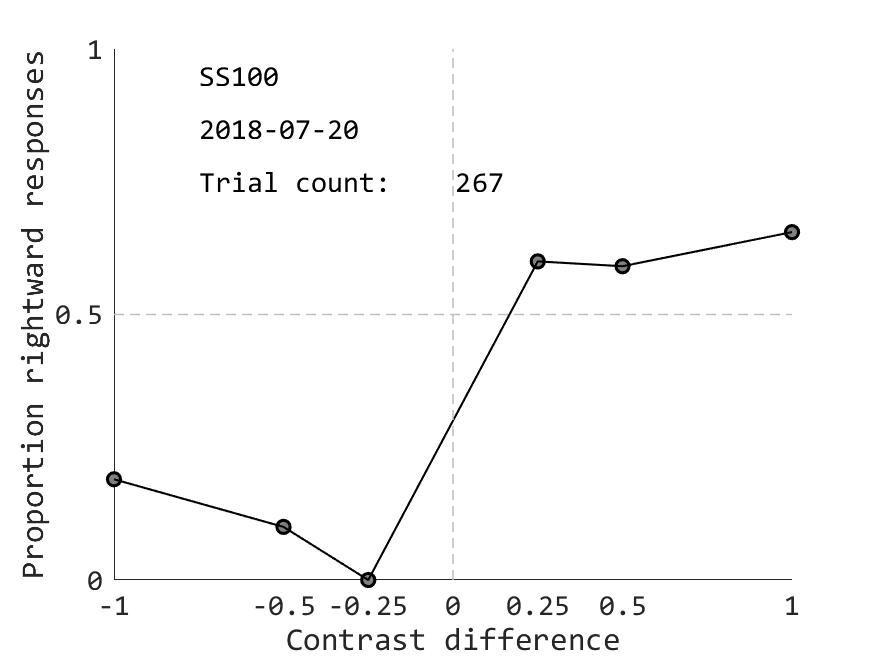 SS100
2018-07-20
Trial count: 267
Proportion rightward responses
1
0.5
0
-1 -0.5 -0.25 0 0.25 0.5 1
Contrast difference